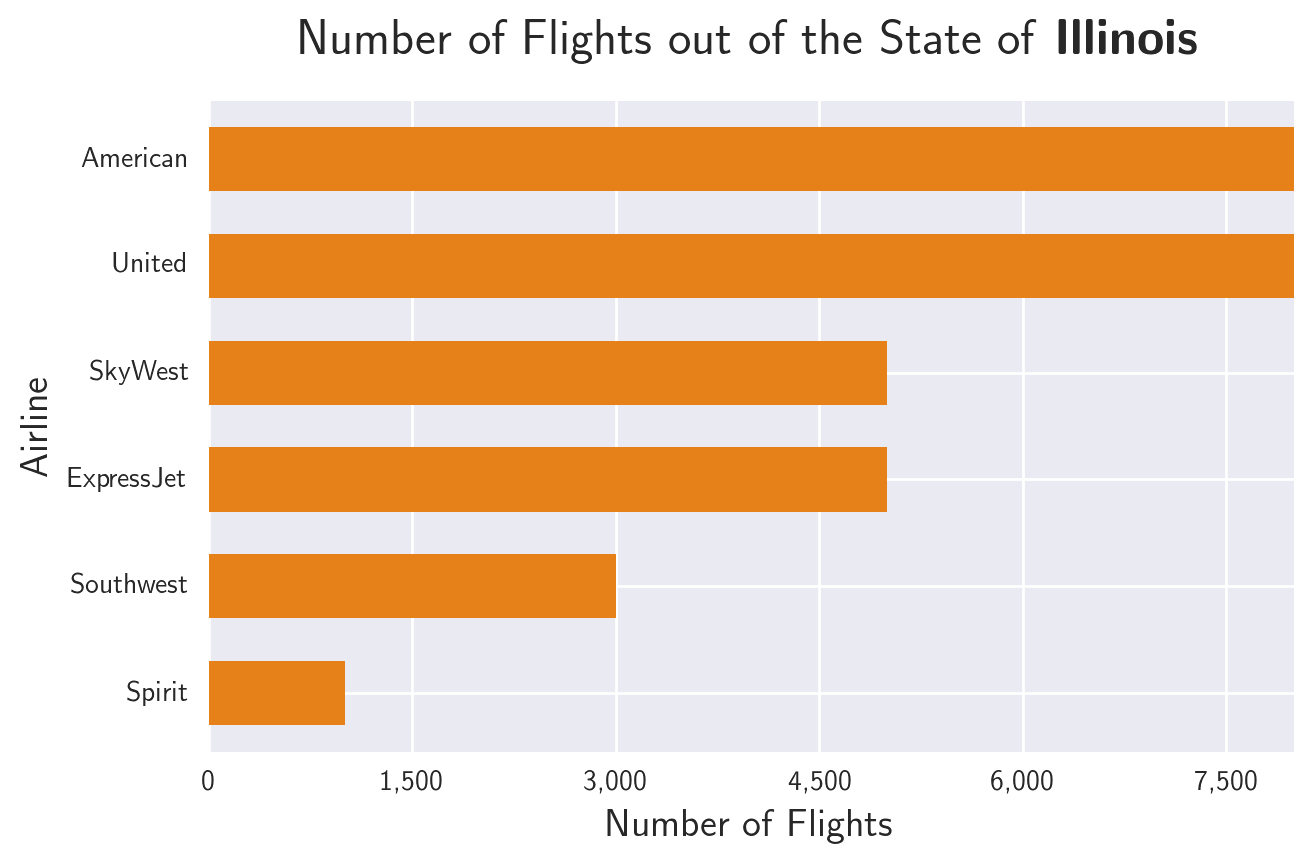 Number of Flights out of the State of Illinois
American
United
SkyWest
ExpressJet
Southwest
Spirit
Airline
0 1,500 3,000 4,500 6,000 7,500
Number of Flights